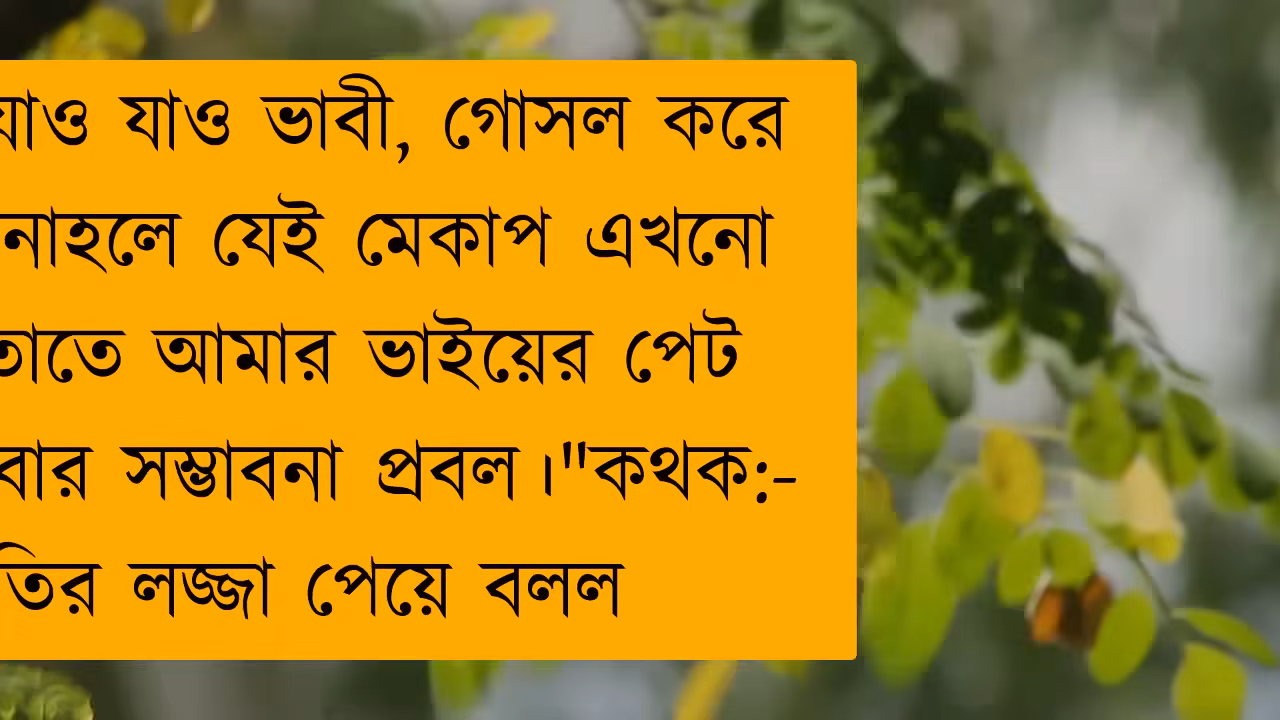 যাও যাও ভাবী, গোসল করে
নাহলে যেই মেকাপ এখনো
তাতে আমার ভাইয়ের পেট
বার সম্ভাবনা প্রবল।"কথক:-
তির লজ্জা পেয়ে বলল